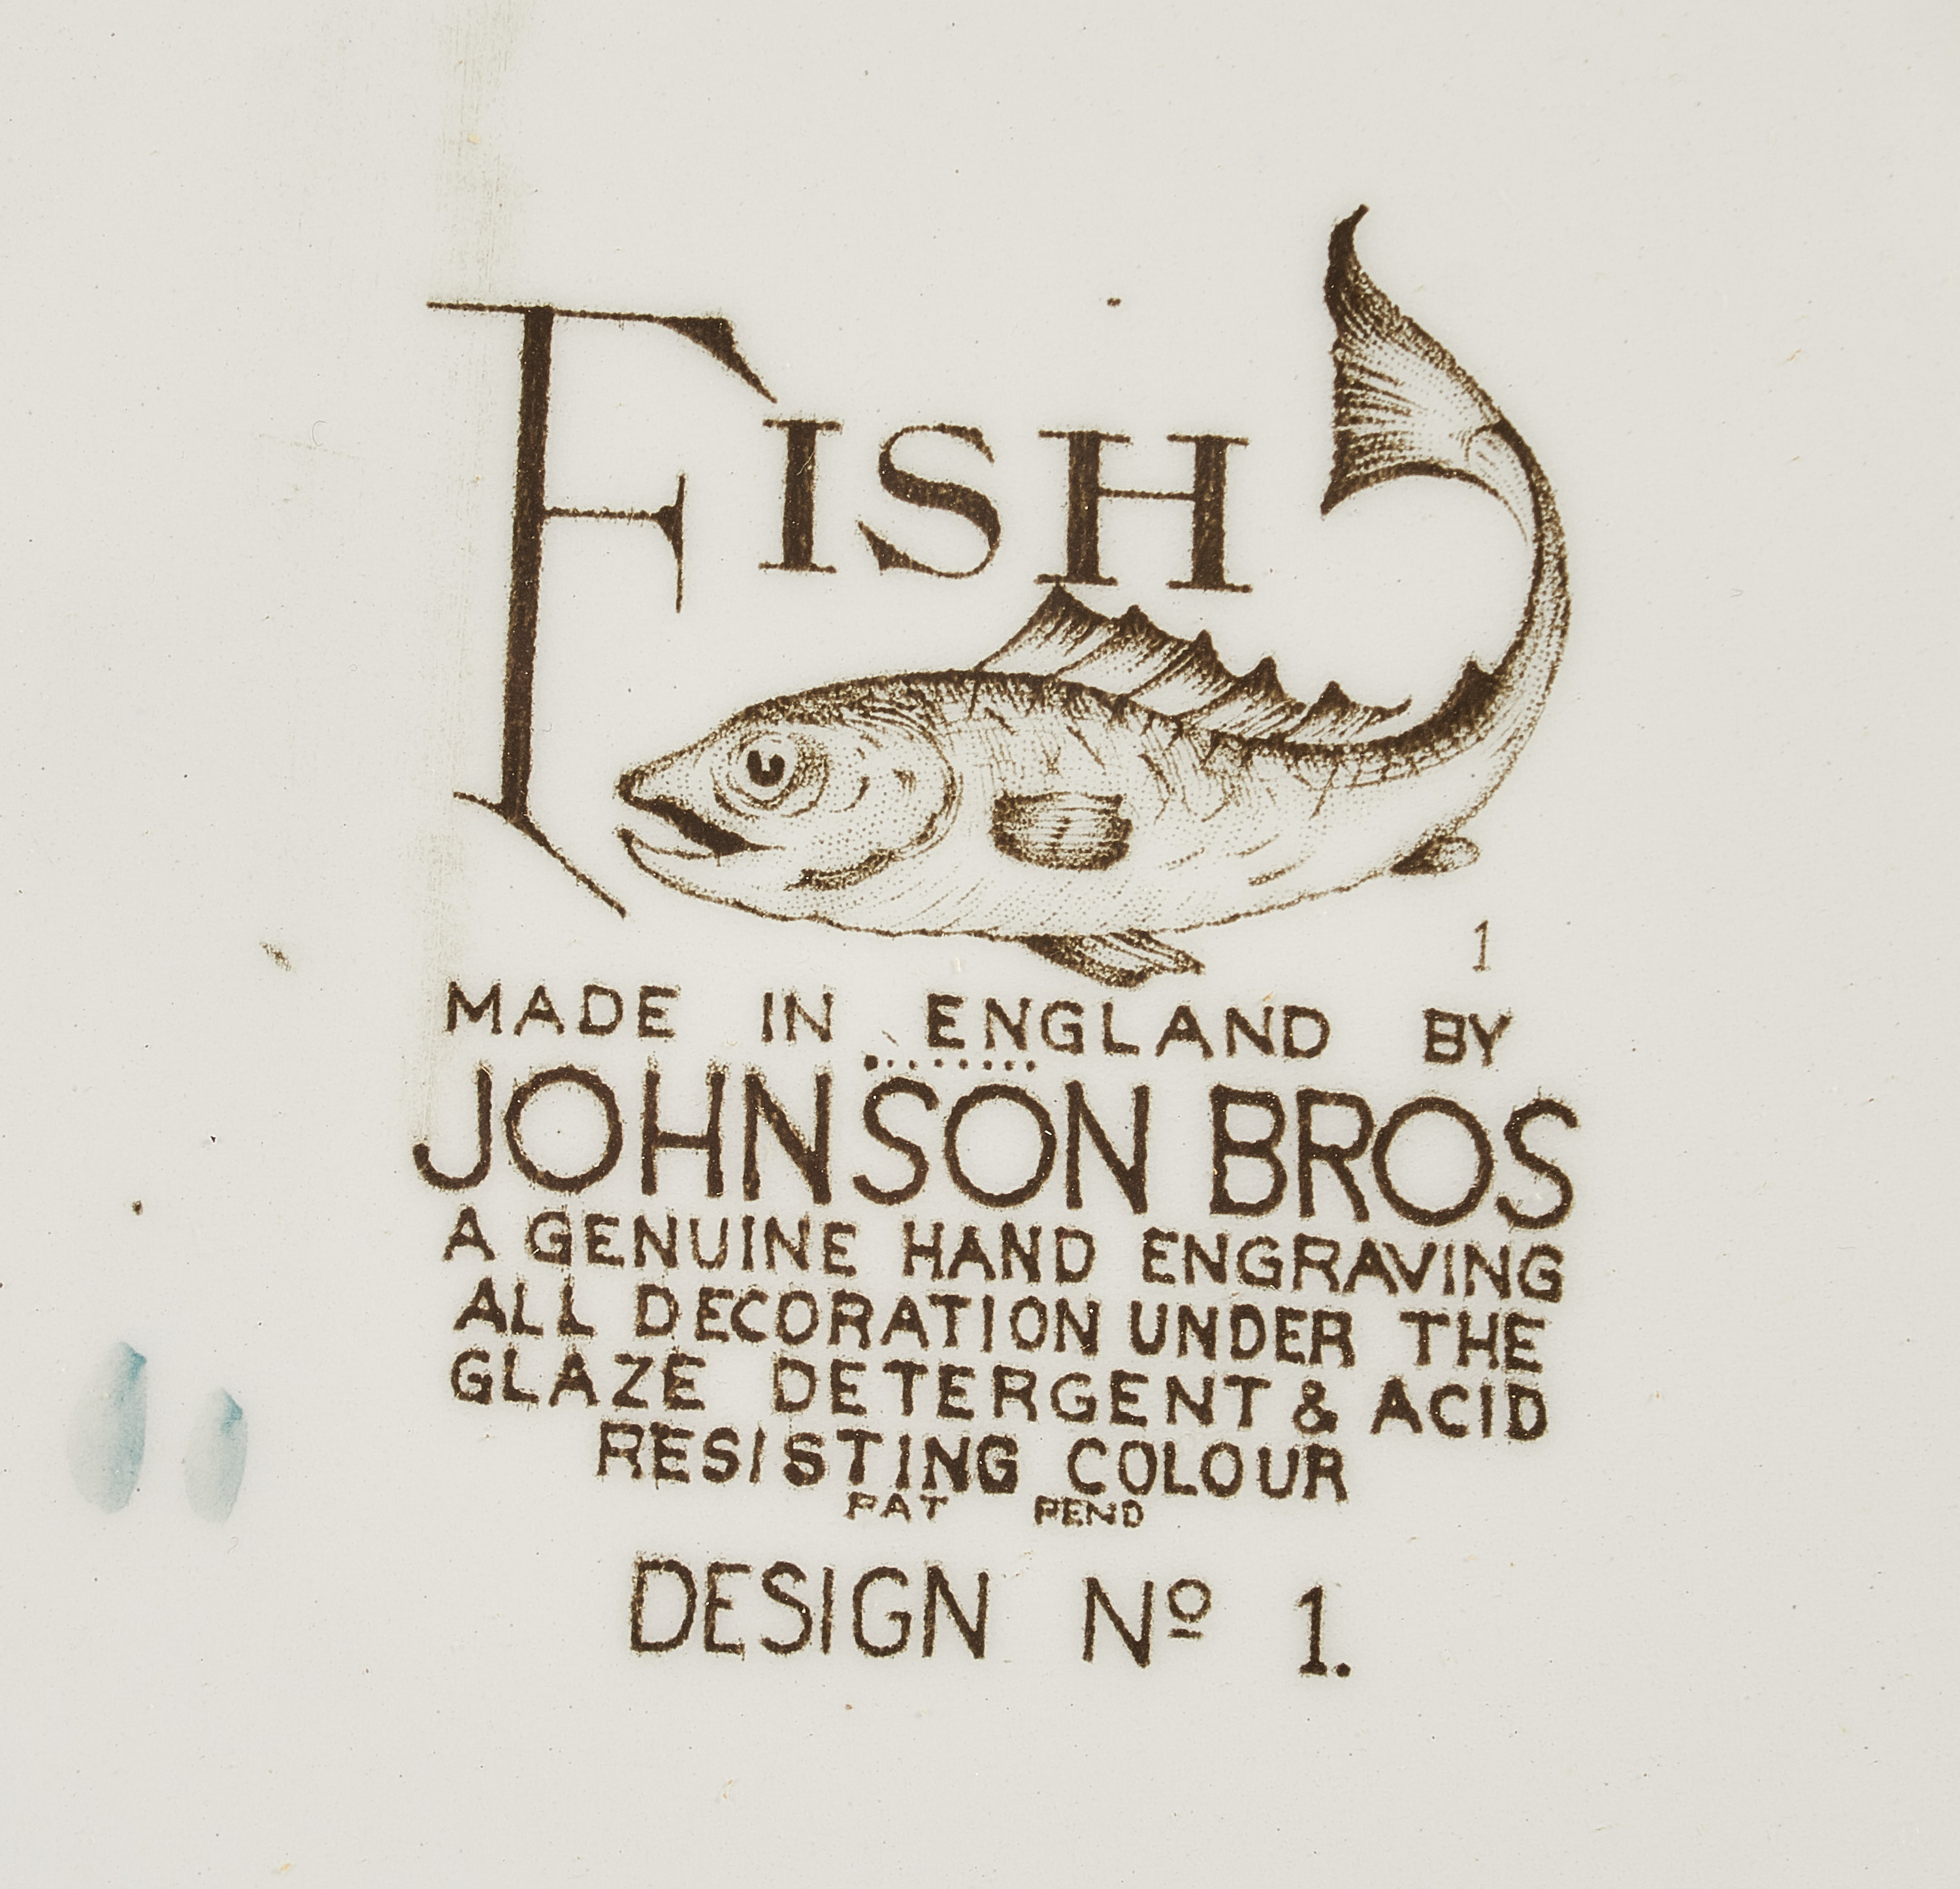 FISH
1
MADE IN ENGLAND BY
JOHNSON BROS
A GENUINE HAND ENGRAVING
ALL DECORATION UNDER THE
GLAZE DETERGENT & ACID
RESISTING COLOUR
PAT PEND
DESIGN Nº 1.